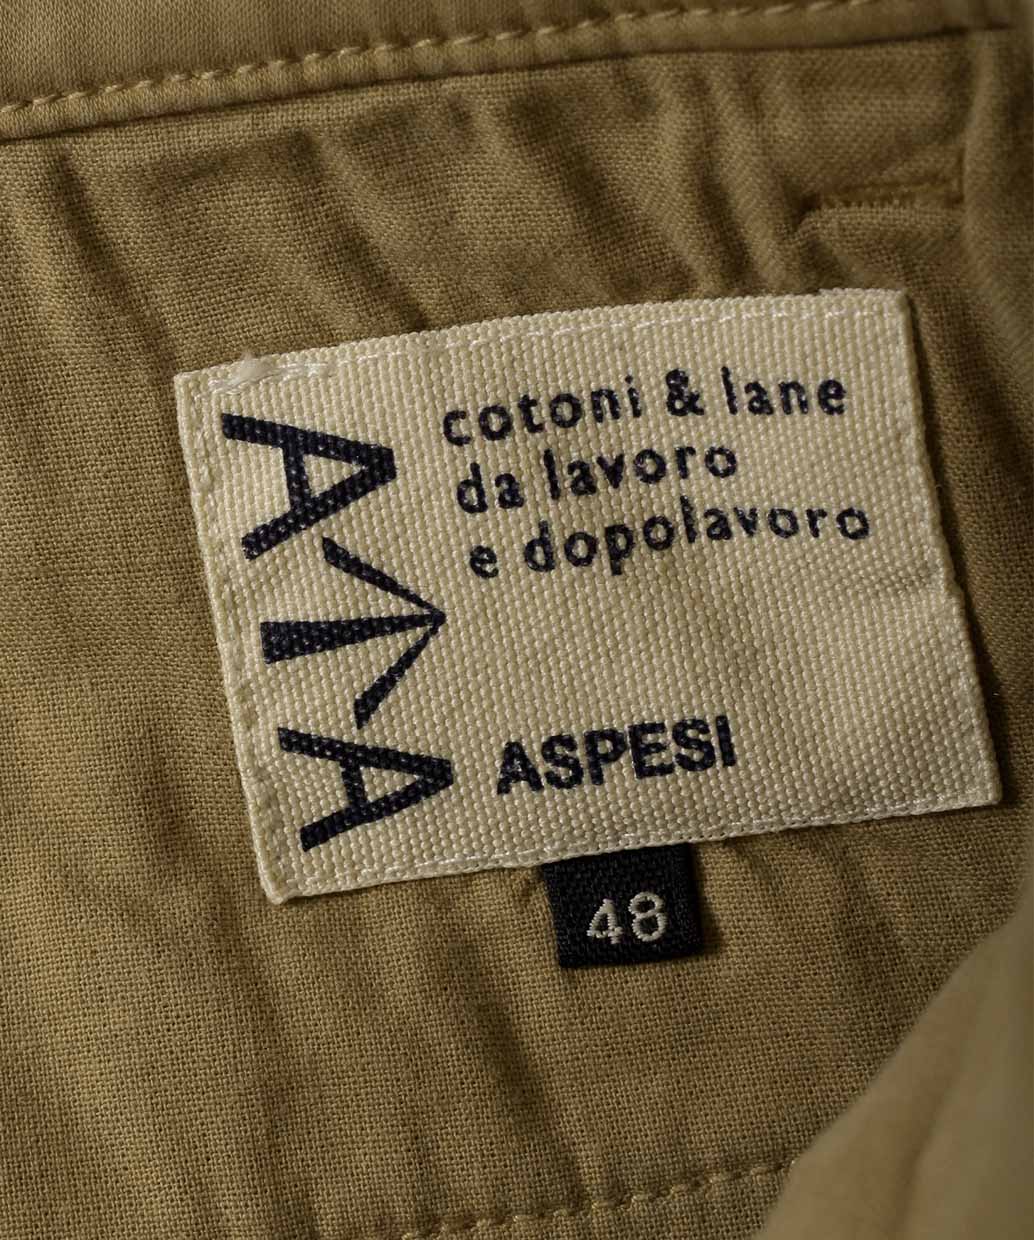 cotoni & lane
da lavoro
e dopolavoro
ASPESI
48